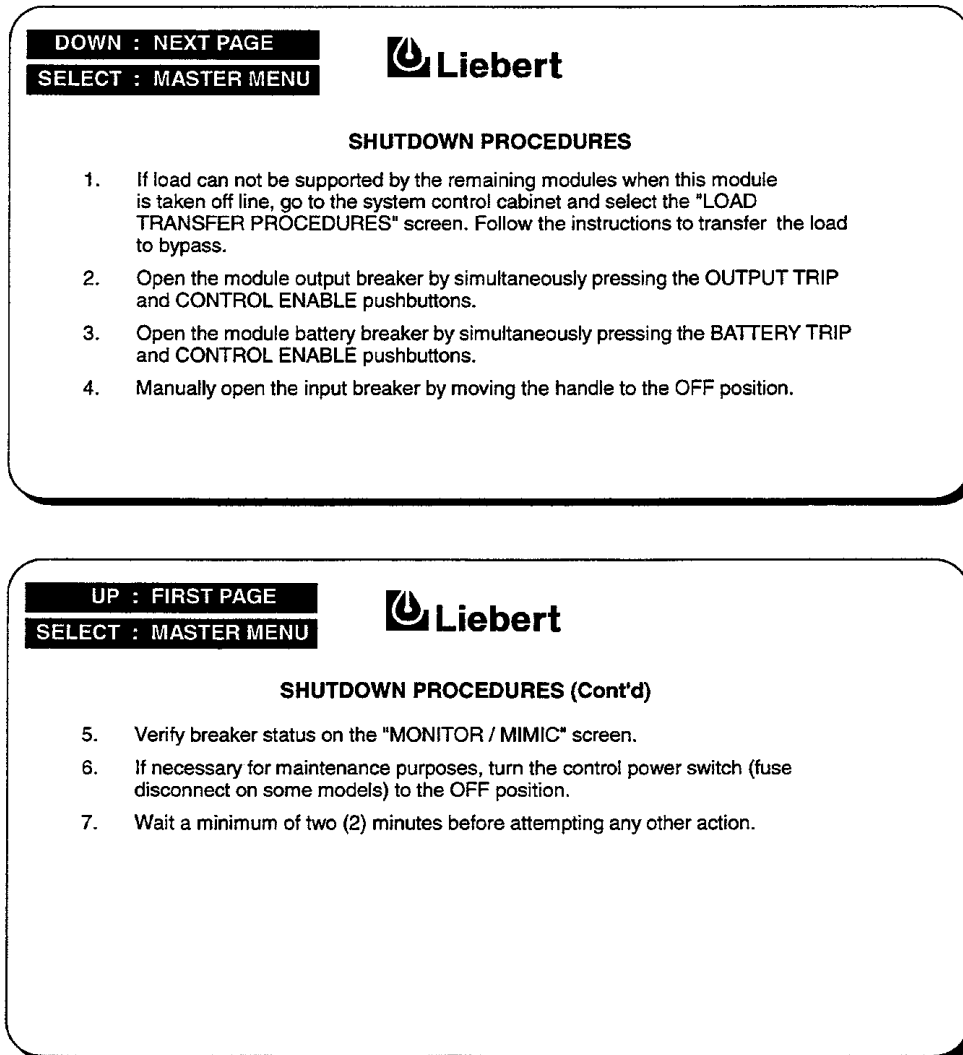 DOWN : NEXT PAGE
SELECT : MASTER MENU
Liebert
SHUTDOWN PROCEDURES
1. If load can not be supported by the remaining modules when this module
is taken off line, go to the system control cabinet and select the "LOAD
TRANSFER PROCEDURES" screen. Follow the instructions to transfer the load
to bypass.
2. Open the module output breaker by simultaneously pressing the OUTPUT TRIP
and CONTROL ENABLE pushbuttons.
3. Open the module battery breaker by simultaneously pressing the BATTERY TRIP
and CONTROL ENABLE pushbuttons.
4. Manually open the input breaker by moving the handle to the OFF position.
UP : FIRST PAGE
SELECT : MASTER MENU
Liebert
SHUTDOWN PROCEDURES (Cont'd)
5. Verify breaker status on the "MONITOR / MIMIC" screen.
6. If necessary for maintenance purposes, turn the control power switch (fuse
disconnect on some models) to the OFF position.
7. Wait a minimum of two (2) minutes before attempting any other action.